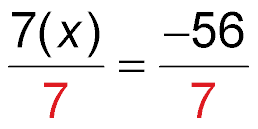 7(x)/7 = –56/7